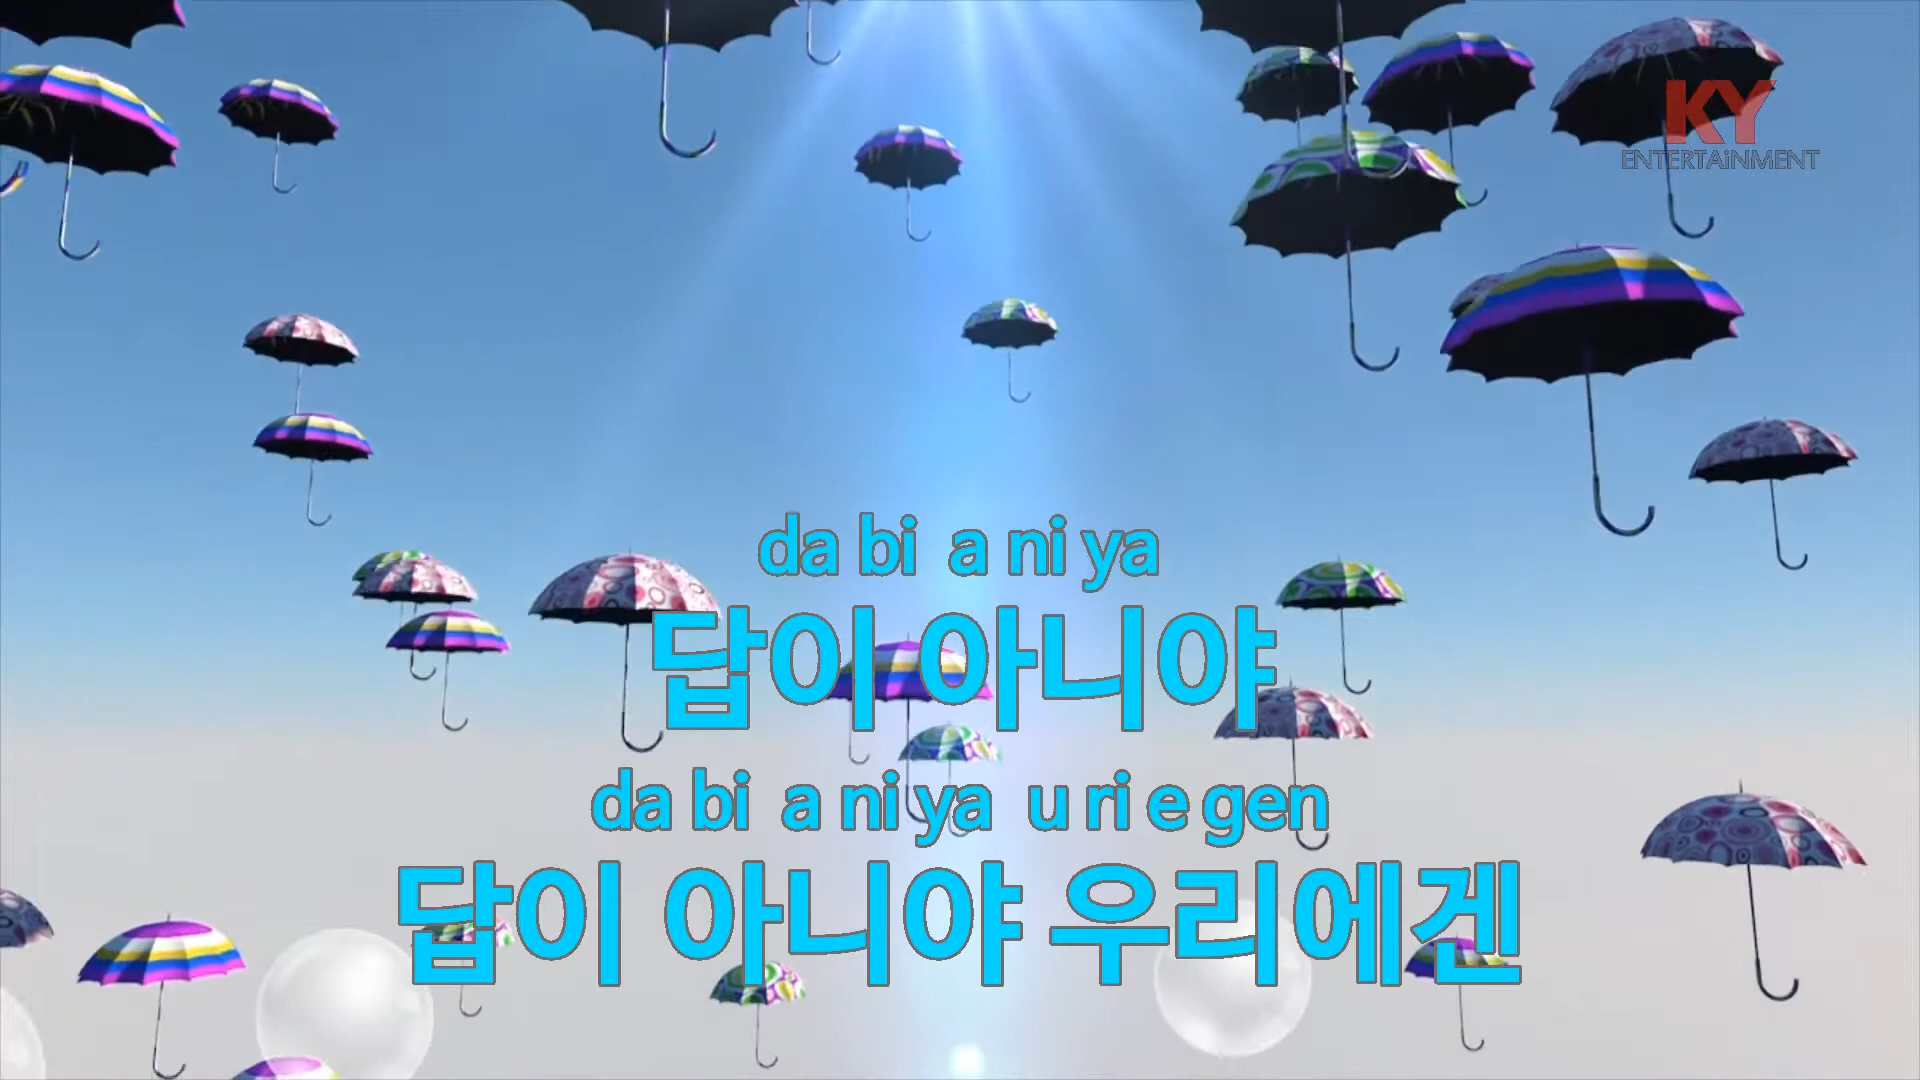 KY
ENTERTAiNMENT
da bi a ni ya
답이 아니야
da bi a ni ya u ri e gen
답이 아니야 우리에겐